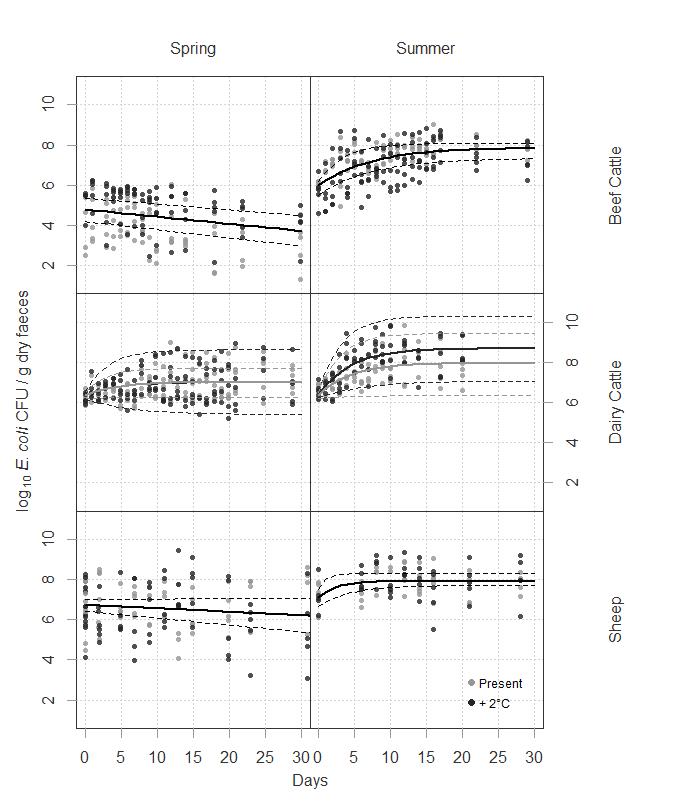 Spring Summer
10
8
6
4
2
Beef Cattle
10
8
6
4
2
Dairy Cattle
log10 E. coli CFU / g dry faeces
10
8
6
4
2
Sheep
Present
+ 2°C
0 5 10 15 20 25 30 0 5 10 15 20 25 30
Days